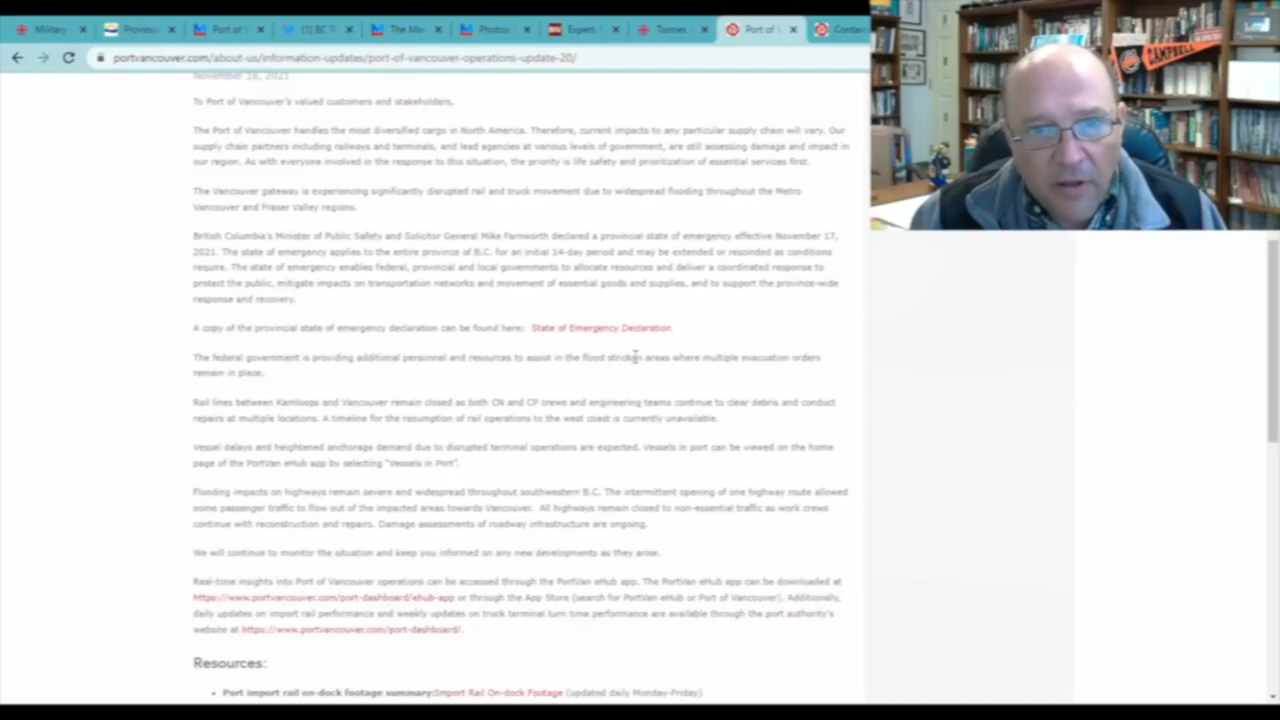 Military
Provinc
Port of
(1) BC T
The Ma
Photos
Expert
Tonnes
Port of V
Contai
portvancouver.com/about-us/information-updates/port-of-vancouver-operations-update-20/
November 18, 2021
CAMPBELL
To Port of Vancouver's valued customers and stakeholders,
The Port of Vancouver handles the most diversified cargo in North America. Therefore, current impacts to any particular supply chain will vary. Our
supply chain partners including railways and terminals, and lead agencies at various levels of government, are still assessing damage and impact in
our region. As with everyone involved in the response to this situation, the priority is life safety and prioritization of essential services first.
The Vancouver gateway is experiencing significantly disrupted rail and truck movement due to widespread flooding throughout the Metro
Vancouver and Fraser Valley regions.
British Columbia's Minister of Public Safety and Solicitor General Mike Farnworth declared a provincial state of emergency effective November 17,
2021. The state of emergency applies to the entire province of B.C. for an initial 14-day period and may be extended or rescinded as conditions
require. The state of emergency enables federal, provincial and local governments to allocate resources and deliver a coordinated response to
protect the public, mitigate impacts on transportation networks and movement of essential goods and supplies, and to support the province-wide
response and recovery.
A copy of the provincial state of emergency declaration can be found here: State of Emergency Declaration
The federal government is providing additional personnel and resources to assist in the flood stricken areas where multiple evacuation orders
remain in place.
Rail lines between Kamloops and Vancouver remain closed as both CN and CP crews and engineering teams continue to clear debris and conduct
repairs at multiple locations. A timeline for the resumption of rail operations to the west coast is currently unavailable.
Vessel delays and heightened anchorage demand due to disrupted terminal operations are expected. Vessels in port can be viewed on the home
page of the PortVan eHub app by selecting "Vessels in Port".
Flooding impacts on highways remain severe and widespread throughout southwestern B.C. The intermittent opening of one highway route allowed
some passenger traffic to flow out of the impacted areas towards Vancouver. All highways remain closed to non-essential traffic as work crews
continue with reconstruction and repairs. Damage assessments of roadway infrastructure are ongoing.
We will continue to monitor the situation and keep you informed on any new developments as they arise.
Real-time insights into Port of Vancouver operations can be accessed through the PortVan eHub app. The PortVan eHub app can be downloaded at
https://www.portvancouver.com/port-dashboard/ehub-app or through the App Store (search for PortVan eHub or Port of Vancouver). Additionally,
daily updates on import rail performance and weekly updates on truck terminal turn time performance are available through the port authority's
website at https://www.portvancouver.com/port-dashboard/.
Resources:
• Port import rail on-dock footage summary:Import Rail On-dock Footage (updated daily Monday-Friday)